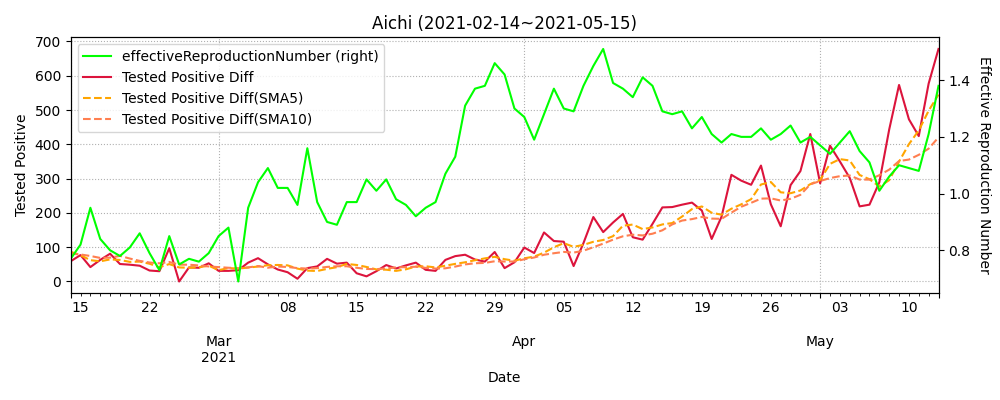 Aichi (2021-02-14~2021-05-15)
effectiveReproductionNumber (right)
Tested Positive Diff
Tested Positive Diff(SMA5)
Tested Positive Diff(SMA10)
Tested Positive
700
600
500
400
300
200
100
0
1.4
1.2
1.0
0.8
Effective Reproduction Number
15 22 08 15 22 29 05 12 19 26 03 10
Mar Apr May
2021
Date